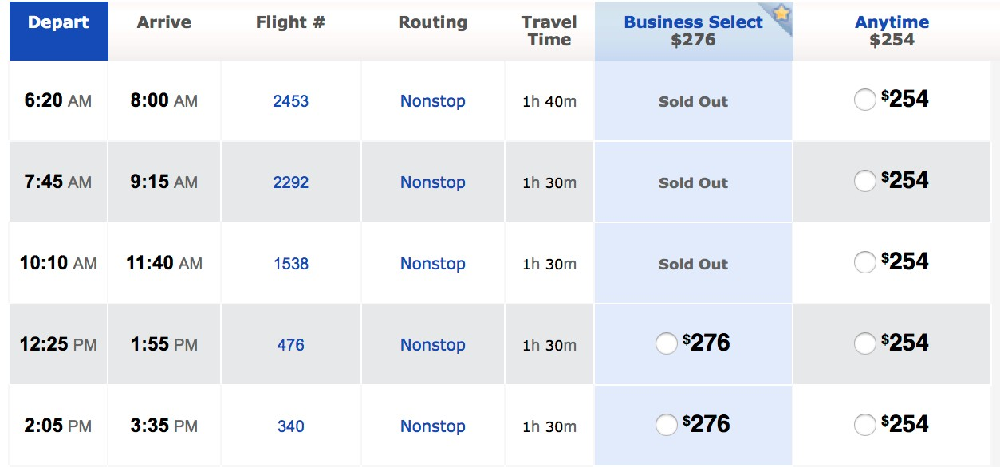 Depart Arrive Flight # Routing Travel Time Business Select $276 Anytime $254
6:20 AM 8:00 AM 2453 Nonstop 1h 40m Sold Out $254
7:45 AM 9:15 AM 2292 Nonstop 1h 30m Sold Out $254
10:10 AM 11:40 AM 1538 Nonstop 1h 30m Sold Out $254
12:25 PM 1:55 PM 476 Nonstop 1h 30m $276 $254
2:05 PM 3:35 PM 340 Nonstop 1h 30m $276 $254